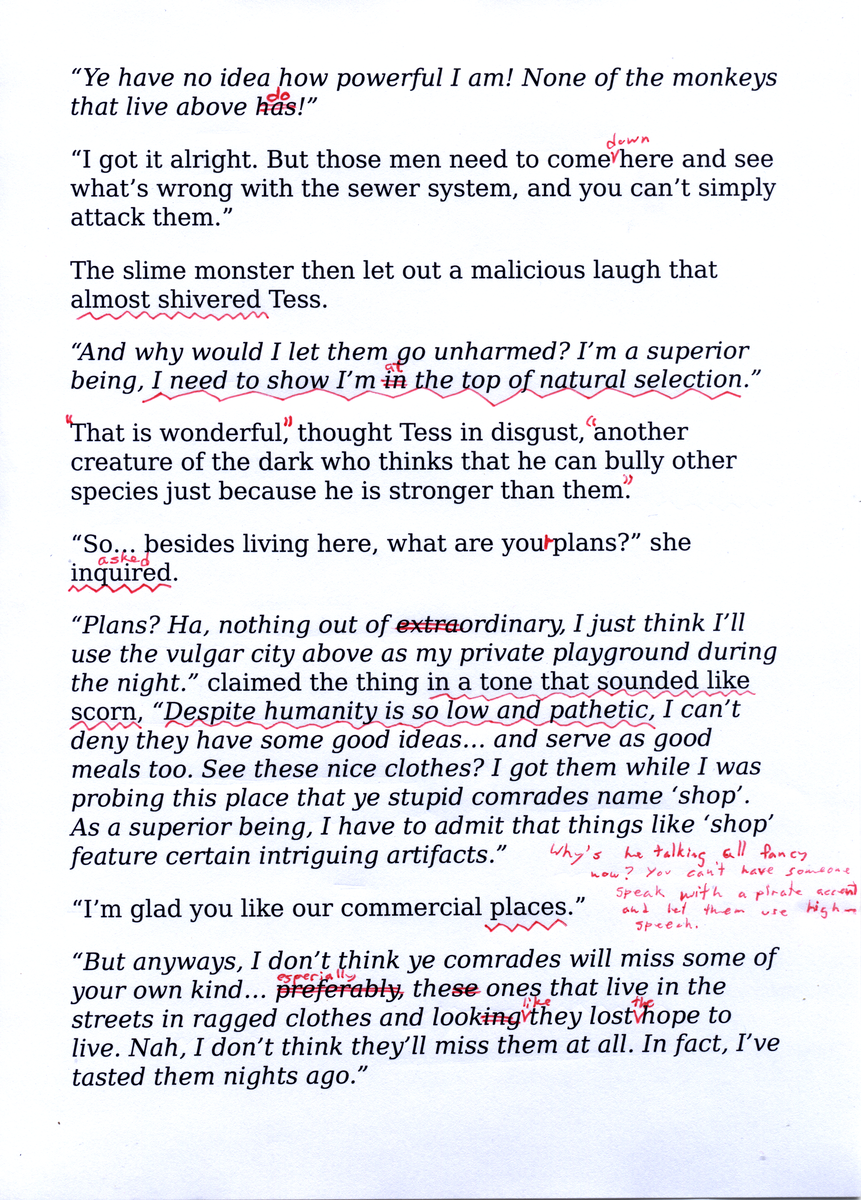 “Ye have no idea how powerful I am! None of the monkeys
do
that live above has!”
down
“I got it alright. But those men need to come here and see
what’s wrong with the sewer system, and you can’t simply
attack them.”
The slime monster then let out a malicious laugh that
almost shivered Tess.
“And why would I let them go unharmed? I’m a superior
at
being, I need to show I’m in the top of natural selection.”
“That is wonderful,” thought Tess in disgust, “another
creature of the dark who thinks that he can bully other
species just because he is stronger than them.”
“So... besides living here, what are your plans?” she
asked
inquired.
“Plans? Ha, nothing out of extraordinary, I just think I’ll
use the vulgar city above as my private playground during
the night.” claimed the thing in a tone that sounded like
scorn, “Despite humanity is so low and pathetic, I can’t
deny they have some good ideas... and serve as good
meals too. See these nice clothes? I got them while I was
probing this place that ye stupid comrades name ‘shop’.
As a superior being, I have to admit that things like ‘shop’
feature certain intriguing artifacts.”
Why's he talking all fancy
now? You can't have someone
speak with a pirate accent
and let them use high-
speech.
“I’m glad you like our commercial places.”
“But anyways, I don’t think ye comrades will miss some of
especially
your own kind... preferably, these ones that live in the
like the
streets in ragged clothes and looking they lost hope to
live. Nah, I don’t think they’ll miss them at all. In fact, I’ve
tasted them nights ago.”